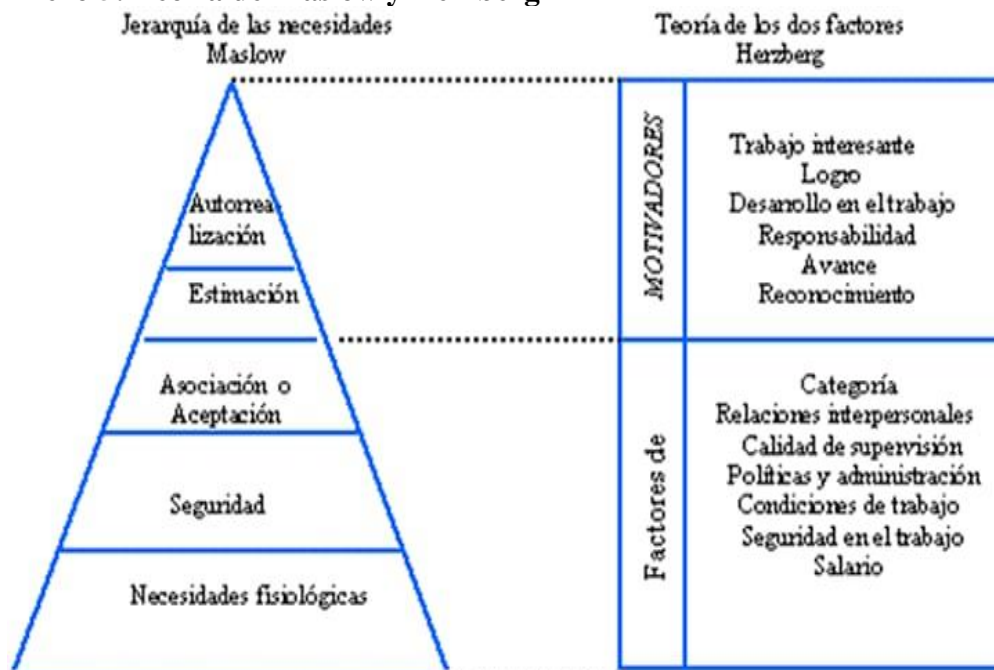 Jerarquía de las necesidades
Maslow
Autorrea
lización
Estimación
Asociación o
Aceptación
Seguridad
Necesidades fisiológicas
Teoría de los dos factores
Herzberg
MOTIVADORES
Trabajo interesante
Logro
Desarrollo en el trabajo
Responsabilidad
Avance
Reconocimiento
Factores de
Categoría
Relaciones interpersonales
Calidad de supervisión
Políticas y administración
Condiciones de trabajo
Seguridad en el trabajo
Salario